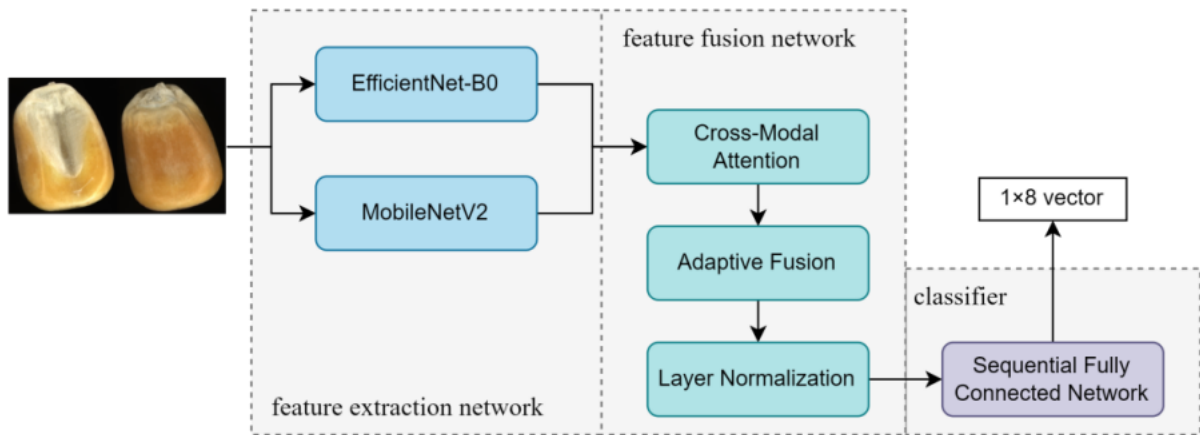 EfficientNet-B0
MobileNetV2
feature extraction network
feature fusion network
Cross-Modal
Attention
Adaptive Fusion
Layer Normalization
classifier
Sequential Fully
Connected Network
1×8 vector